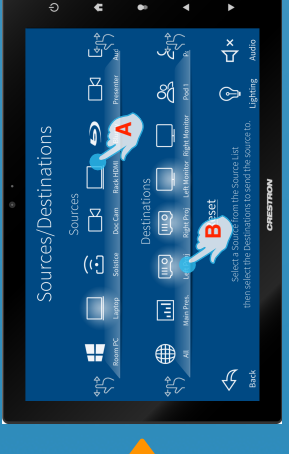 Sources/Destinations
Sources
Room PC
Laptop
Solstice
Doc Cam
Rack HDMI
Presenter
A
Destinations
All
Main Pres.
Right Proj
Left Monitor
Right Monitor
Pod 1
B
Select a Source from the Source List
then select the Destinations to send the source to.
Back
Lighting
Audio
CRESTRON